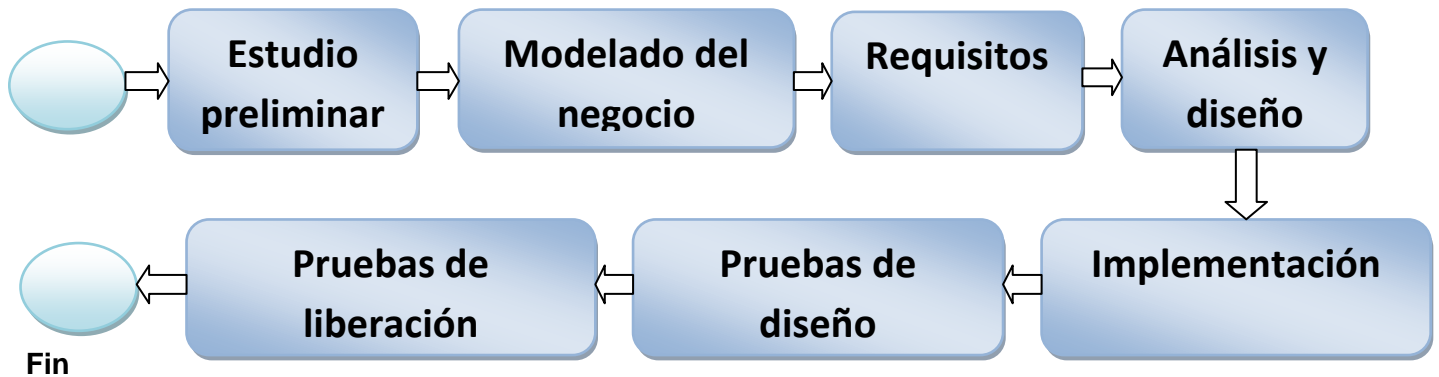 Estudio
preliminar
Modelado del
negocio
Requisitos
Análisis y
diseño
Implementación
Pruebas de
diseño
Pruebas de
liberación
Fin